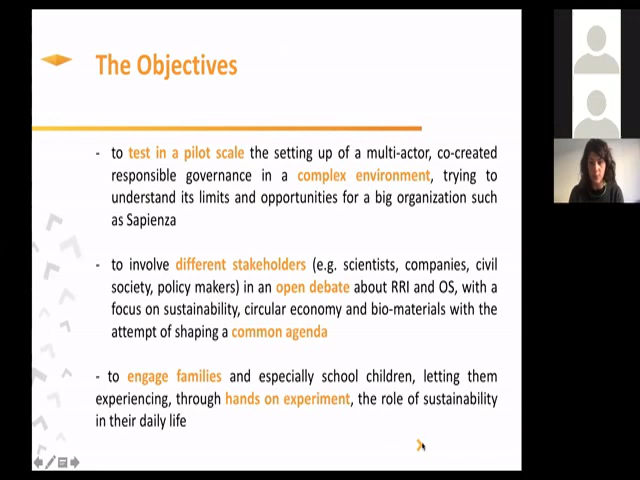 The Objectives
- to test in a pilot scale the setting up of a multi-actor, co-created
responsible governance in a complex environment, trying to
understand its limits and opportunities for a big organization such
as Sapienza
- to involve different stakeholders (e.g. scientists, companies, civil
society, policy makers) in an open debate about RRI and OS, with a
focus on sustainability, circular economy and bio-materials with the
attempt of shaping a common agenda
- to engage families and especially school children, letting them
experiencing, through hands on experiment, the role of sustainability
in their daily life